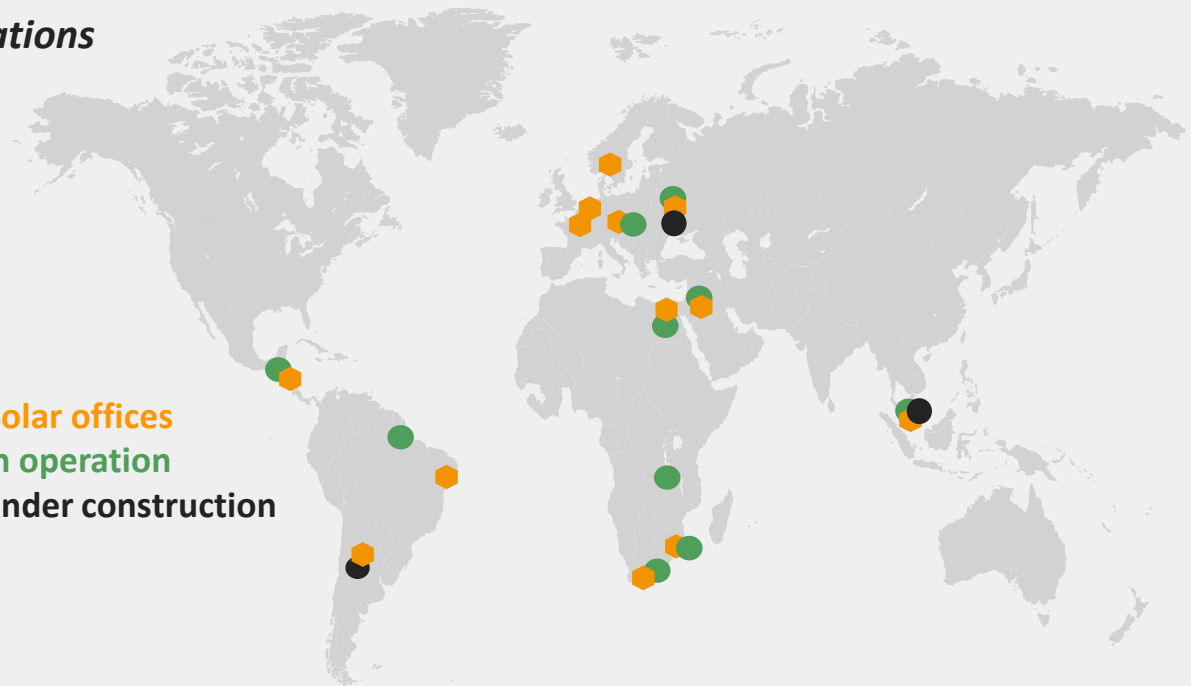 ations
olar offices
n operation
nder construction